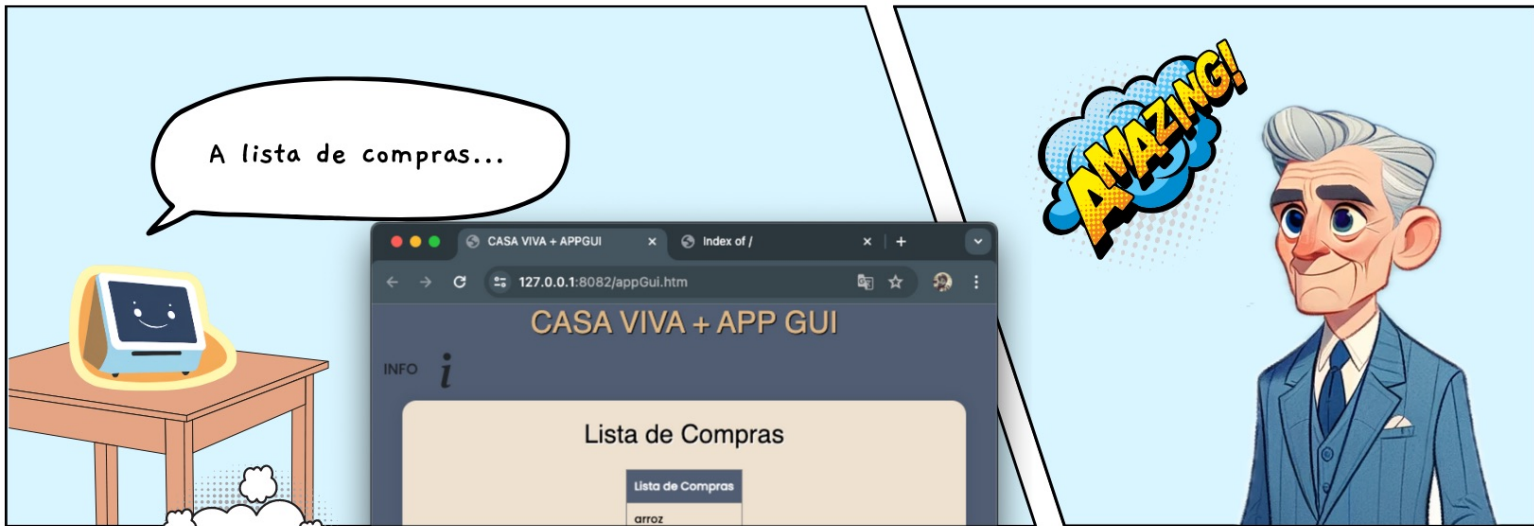 A lista de compras...
AMAZING!
CASA VIVA + APPGUI
Index of /
127.0.0.1:8082/appGui.htm
CASA VIVA + APP GUI
INFO i
Lista de Compras
Lista de Compras
arroz